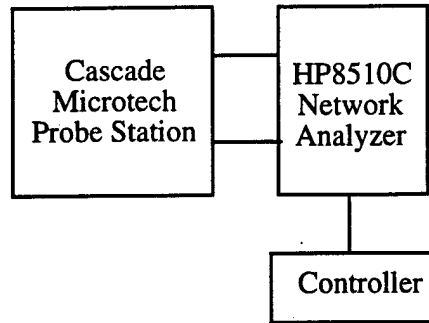 Cascade
Microtech
Probe Station
HP8510C
Network
Analyzer
Controller